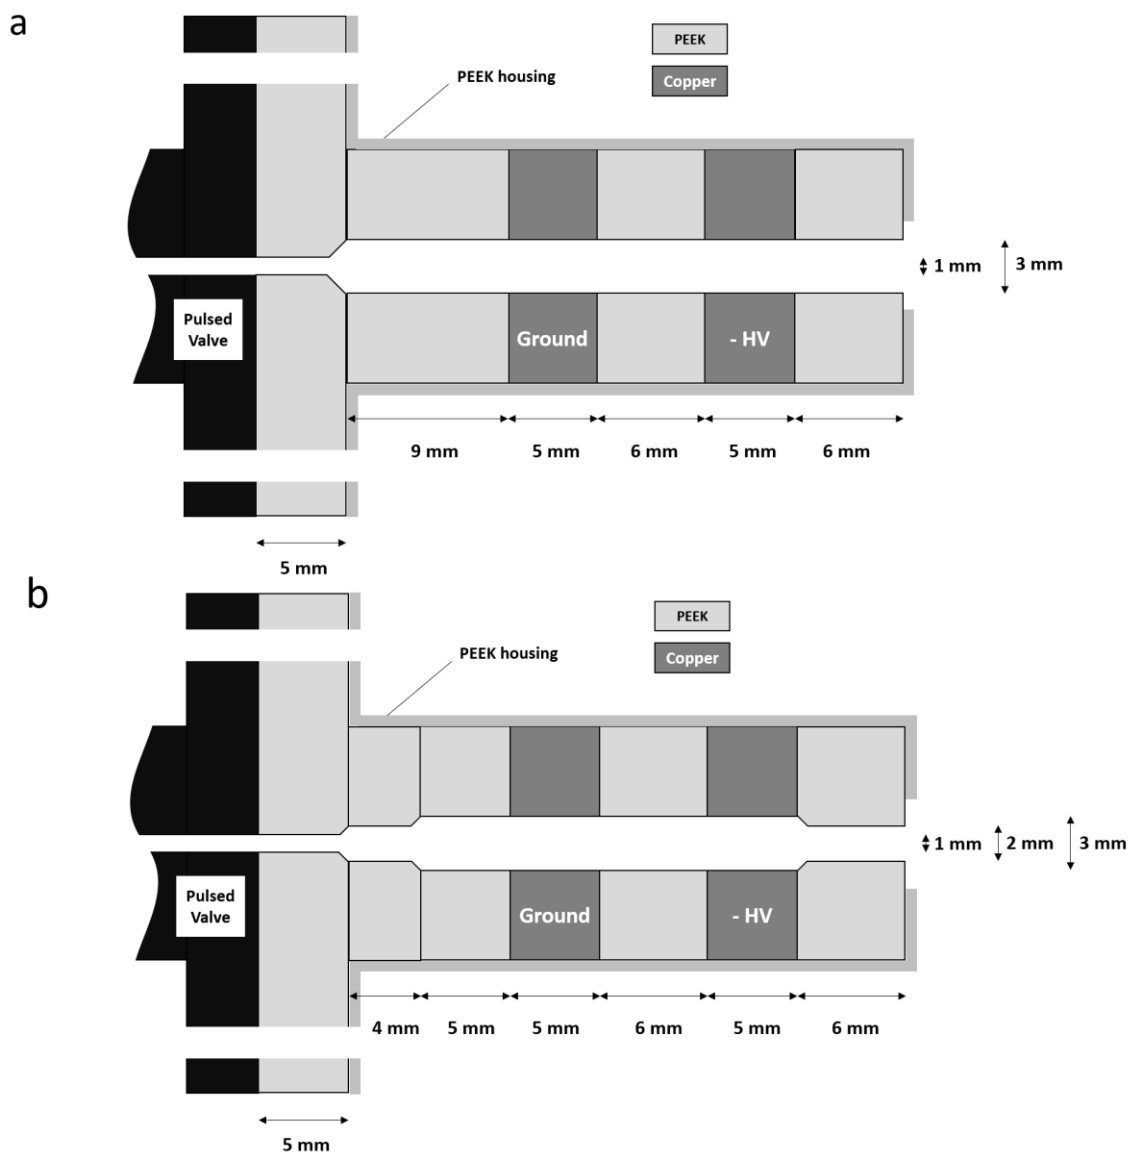 a
PEEK
Copper
PEEK housing
1 mm
3 mm
Pulsed
Valve
Ground
- HV
9 mm
5 mm
6 mm
5 mm
6 mm
5 mm
b
PEEK
Copper
PEEK housing
1 mm
2 mm
3 mm
Pulsed
Valve
Ground
- HV
4 mm
5 mm
5 mm
6 mm
5 mm
6 mm
5 mm